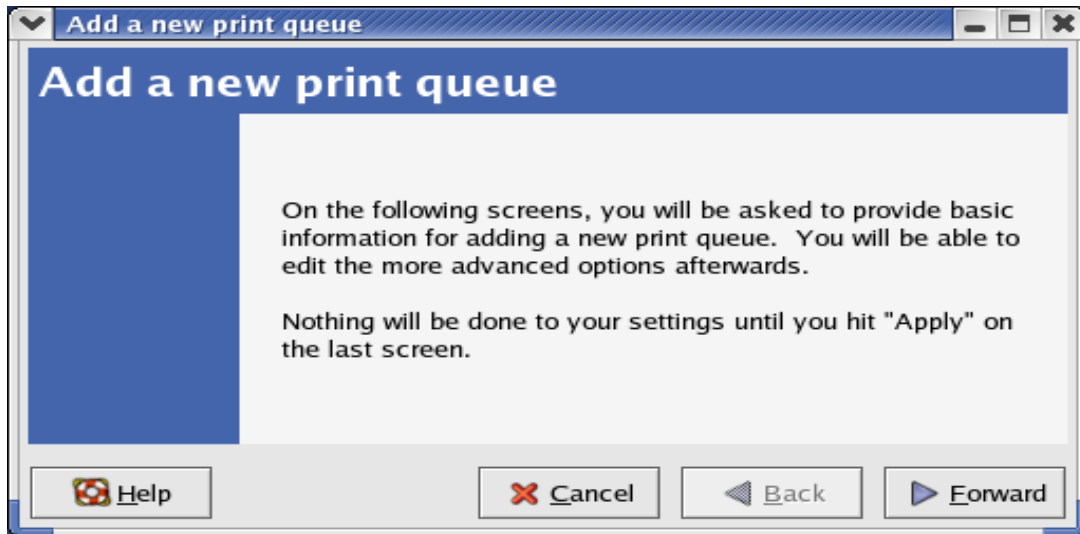 Add a new print queue
Add a new print queue
On the following screens, you will be asked to provide basic
information for adding a new print queue.  You will be able to
edit the more advanced options afterwards.
Nothing will be done to your settings until you hit "Apply" on
the last screen.
Help
Cancel
Back
Forward